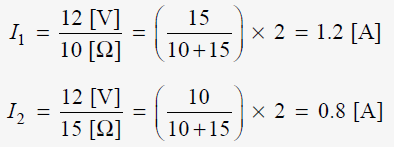 I₁ = 12 [V] / 10 [Ω] = (15 / 10+15) × 2 = 1.2 [A]
I₂ = 12 [V] / 15 [Ω] = (10 / 10+15) × 2 = 0.8 [A]